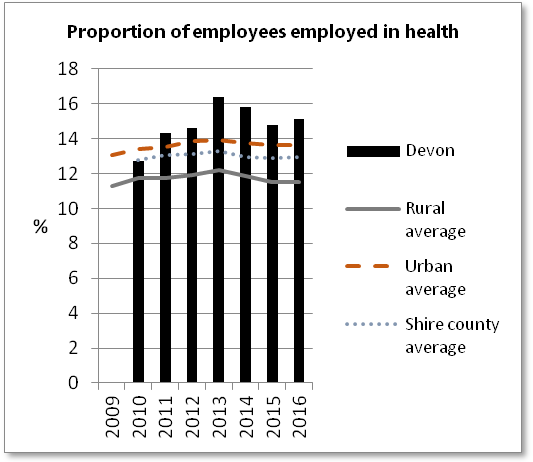 Proportion of employees employed in health
18
16
14
12
10
8
6
4
2
0
%
2009
2010
2011
2012
2013
2014
2015
2016
Devon
Rural
average
Urban
average
Shire county
average